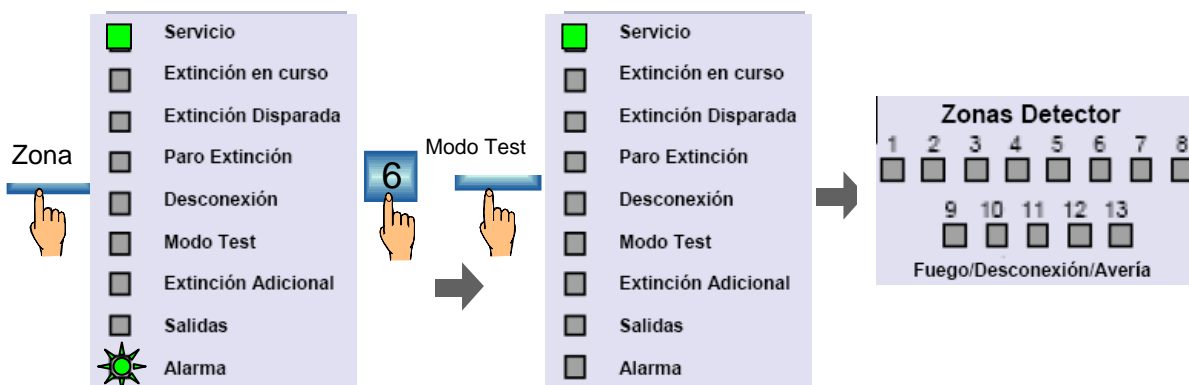 Zona
Servicio
Extinción en curso
Extinción Disparada
Paro Extinción
Desconexión
Modo Test
Extinción Adicional
Salidas
Alarma
6
Modo Test
Servicio
Extinción en curso
Extinción Disparada
Paro Extinción
Desconexión
Modo Test
Extinción Adicional
Salidas
Alarma
Zonas Detector
1 2 3 4 5 6 7 8
9 10 11 12 13
Fuego/Desconexión/Avería